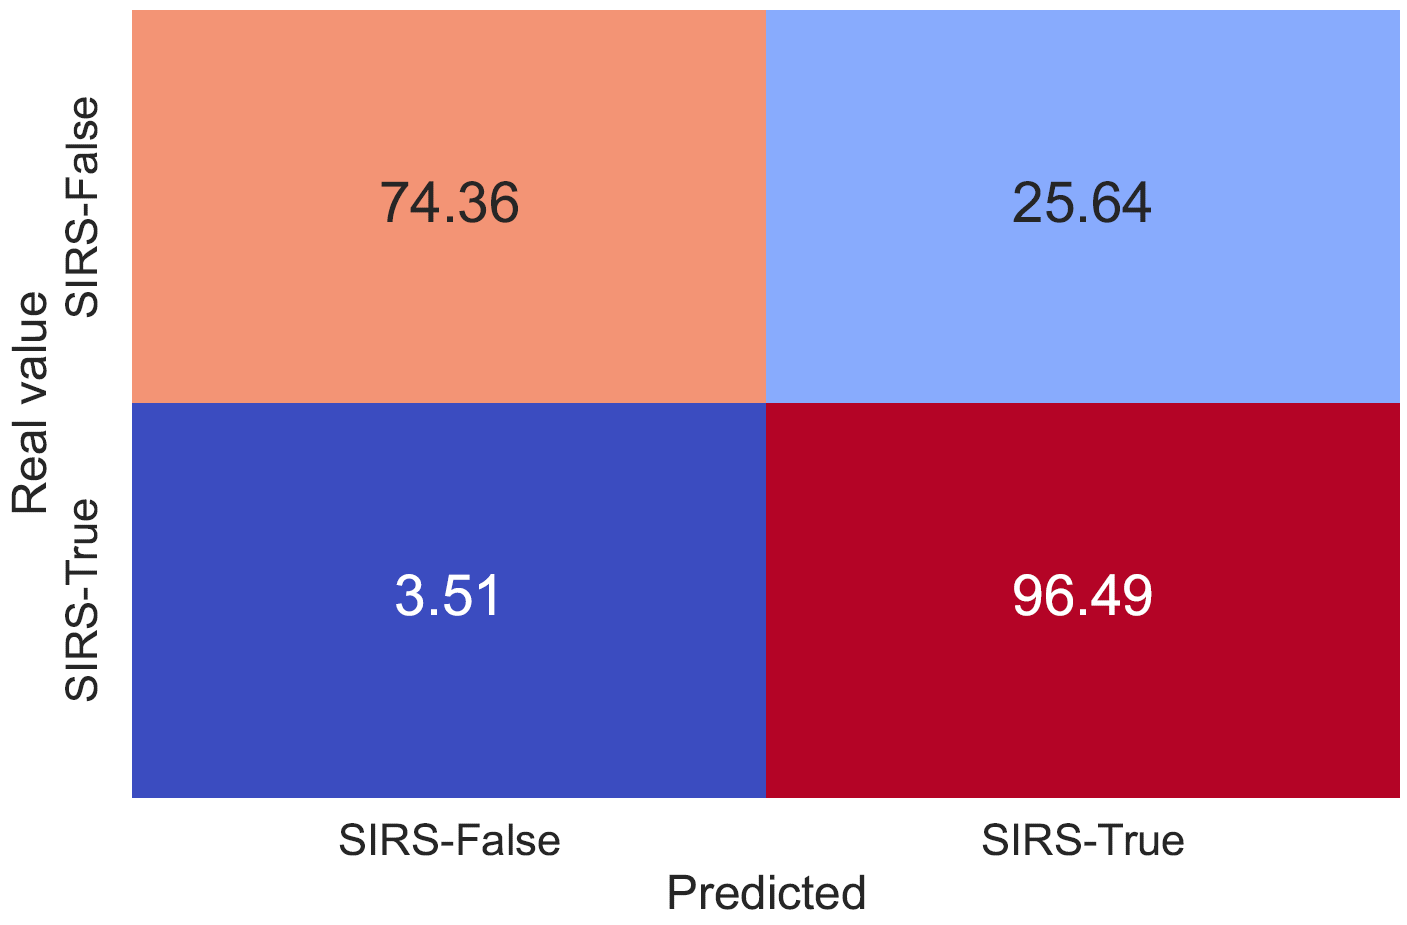 Real value
SIRS-False
74.36
25.64
SIRS-True
3.51
96.49
SIRS-False
SIRS-True
Predicted